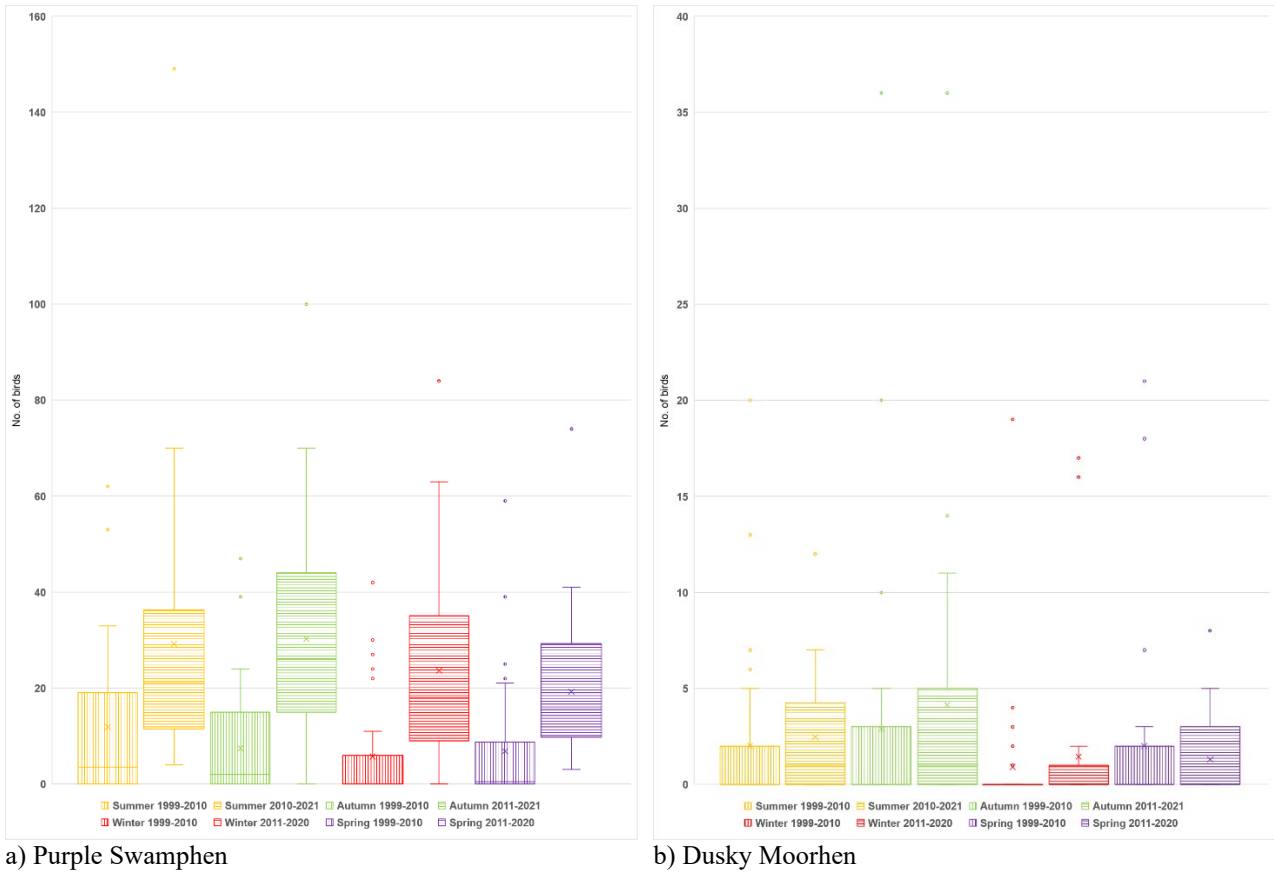 160
140
120
100
80
60
40
20
0
No. of birds
Summer 1999-2010 Summer 2010-2021 Autumn 1999-2010 Autumn 2011-2021
Winter 1999-2010 Winter 2011-2020 Spring 1999-2010 Spring 2011-2020
a) Purple Swamphen
40
35
30
25
20
15
10
5
0
No. of birds
Summer 1999-2010 Summer 2010-2021 Autumn 1999-2010 Autumn 2011-2021
Winter 1999-2010 Winter 2011-2020 Spring 1999-2010 Spring 2011-2020
b) Dusky Moorhen